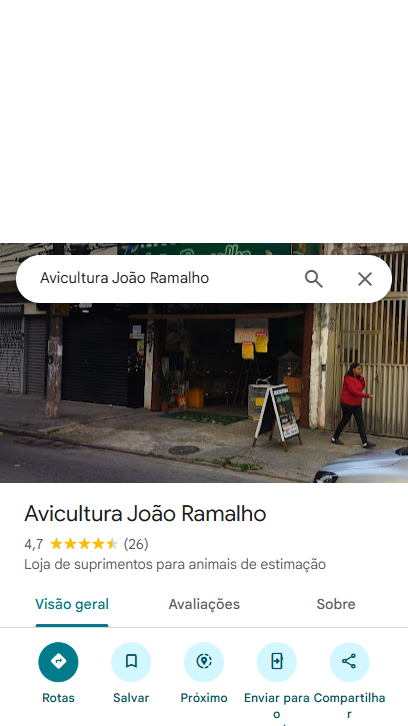 Avicultura João Ramalho
Avicultura João Ramalho
4,7 (26)
Loja de suprimentos para animais de estimação
Visão geral Avaliações Sobre
Rotas Salvar Próximo Enviar para o Compartilhar